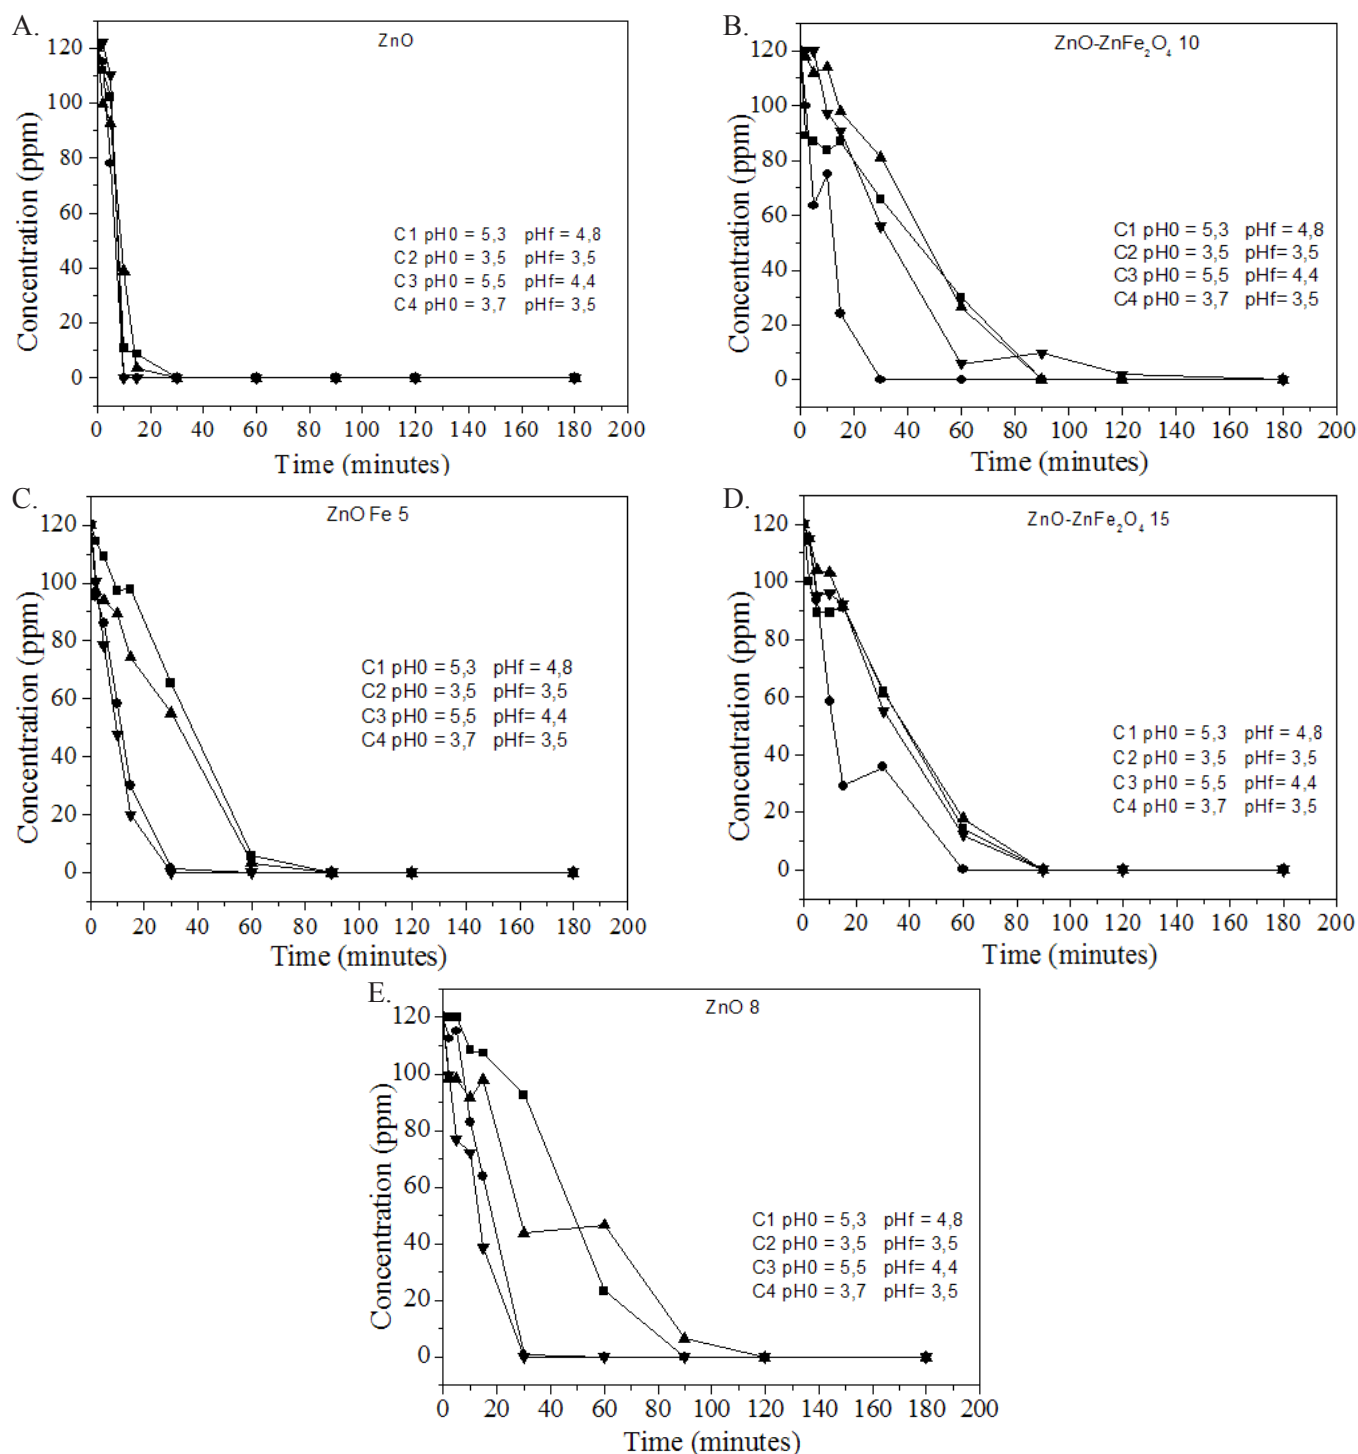 A.
ZnO
120
100
80
60
40
20
0
Concentration (ppm)
C1 pH0 = 5,3 pHf = 4,8
C2 pH0 = 3,5 pHf= 3,5
C3 pH0 = 5,5 pHf= 4,4
C4 pH0 = 3,7 pHf= 3,5
0 20 40 60 80 100 120 140 160 180 200
Time (minutes)
B.
ZnO-ZnFe₂O₄ 10
120
100
80
60
40
20
0
Concentration (ppm)
C1 pH0 = 5,3 pHf = 4,8
C2 pH0 = 3,5 pHf= 3,5
C3 pH0 = 5,5 pHf= 4,4
C4 pH0 = 3,7 pHf= 3,5
0 20 40 60 80 100 120 140 160 180 200
Time (minutes)
C.
ZnO Fe 5
120
100
80
60
40
20
0
Concentration (ppm)
C1 pH0 = 5,3 pHf = 4,8
C2 pH0 = 3,5 pHf= 3,5
C3 pH0 = 5,5 pHf= 4,4
C4 pH0 = 3,7 pHf= 3,5
0 20 40 60 80 100 120 140 160 180 200
Time (minutes)
D.
ZnO-ZnFe₂O₄ 15
120
100
80
60
40
20
0
Concentration (ppm)
C1 pH0 = 5,3 pHf = 4,8
C2 pH0 = 3,5 pHf= 3,5
C3 pH0 = 5,5 pHf= 4,4
C4 pH0 = 3,7 pHf= 3,5
0 20 40 60 80 100 120 140 160 180 200
Time (minutes)
E.
ZnO 8
120
100
80
60
40
20
0
Concentration (ppm)
C1 pH0 = 5,3 pHf = 4,8
C2 pH0 = 3,5 pHf= 3,5
C3 pH0 = 5,5 pHf= 4,4
C4 pH0 = 3,7 pHf= 3,5
0 20 40 60 80 100 120 140 160 180 200
Time (minutes)